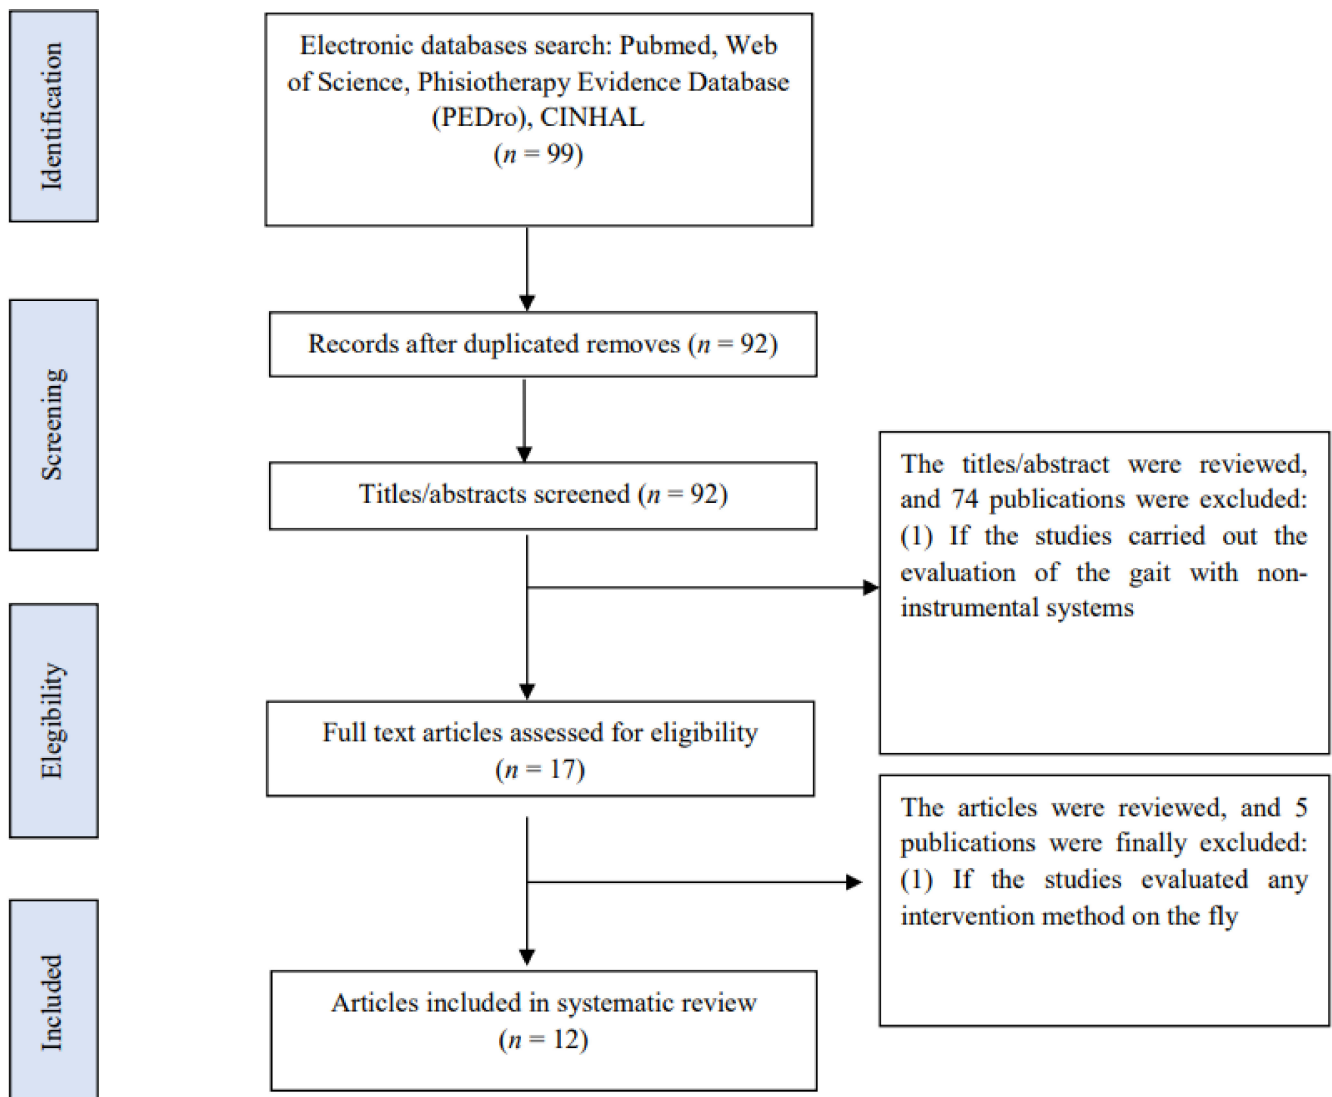 Identification
Electronic databases search: Pubmed, Web
of Science, Phisiotherapy Evidence Database
(PEDro), CINHAL
(n = 99)
Screening
Records after duplicated removes (n = 92)
Titles/abstracts screened (n = 92)
The titles/abstract were reviewed,
and 74 publications were excluded:
(1) If the studies carried out the
evaluation of the gait with non-
instrumental systems
Elegibility
Full text articles assessed for eligibility
(n = 17)
The articles were reviewed, and 5
publications were finally excluded:
(1) If the studies evaluated any
intervention method on the fly
Included
Articles included in systematic review
(n = 12)